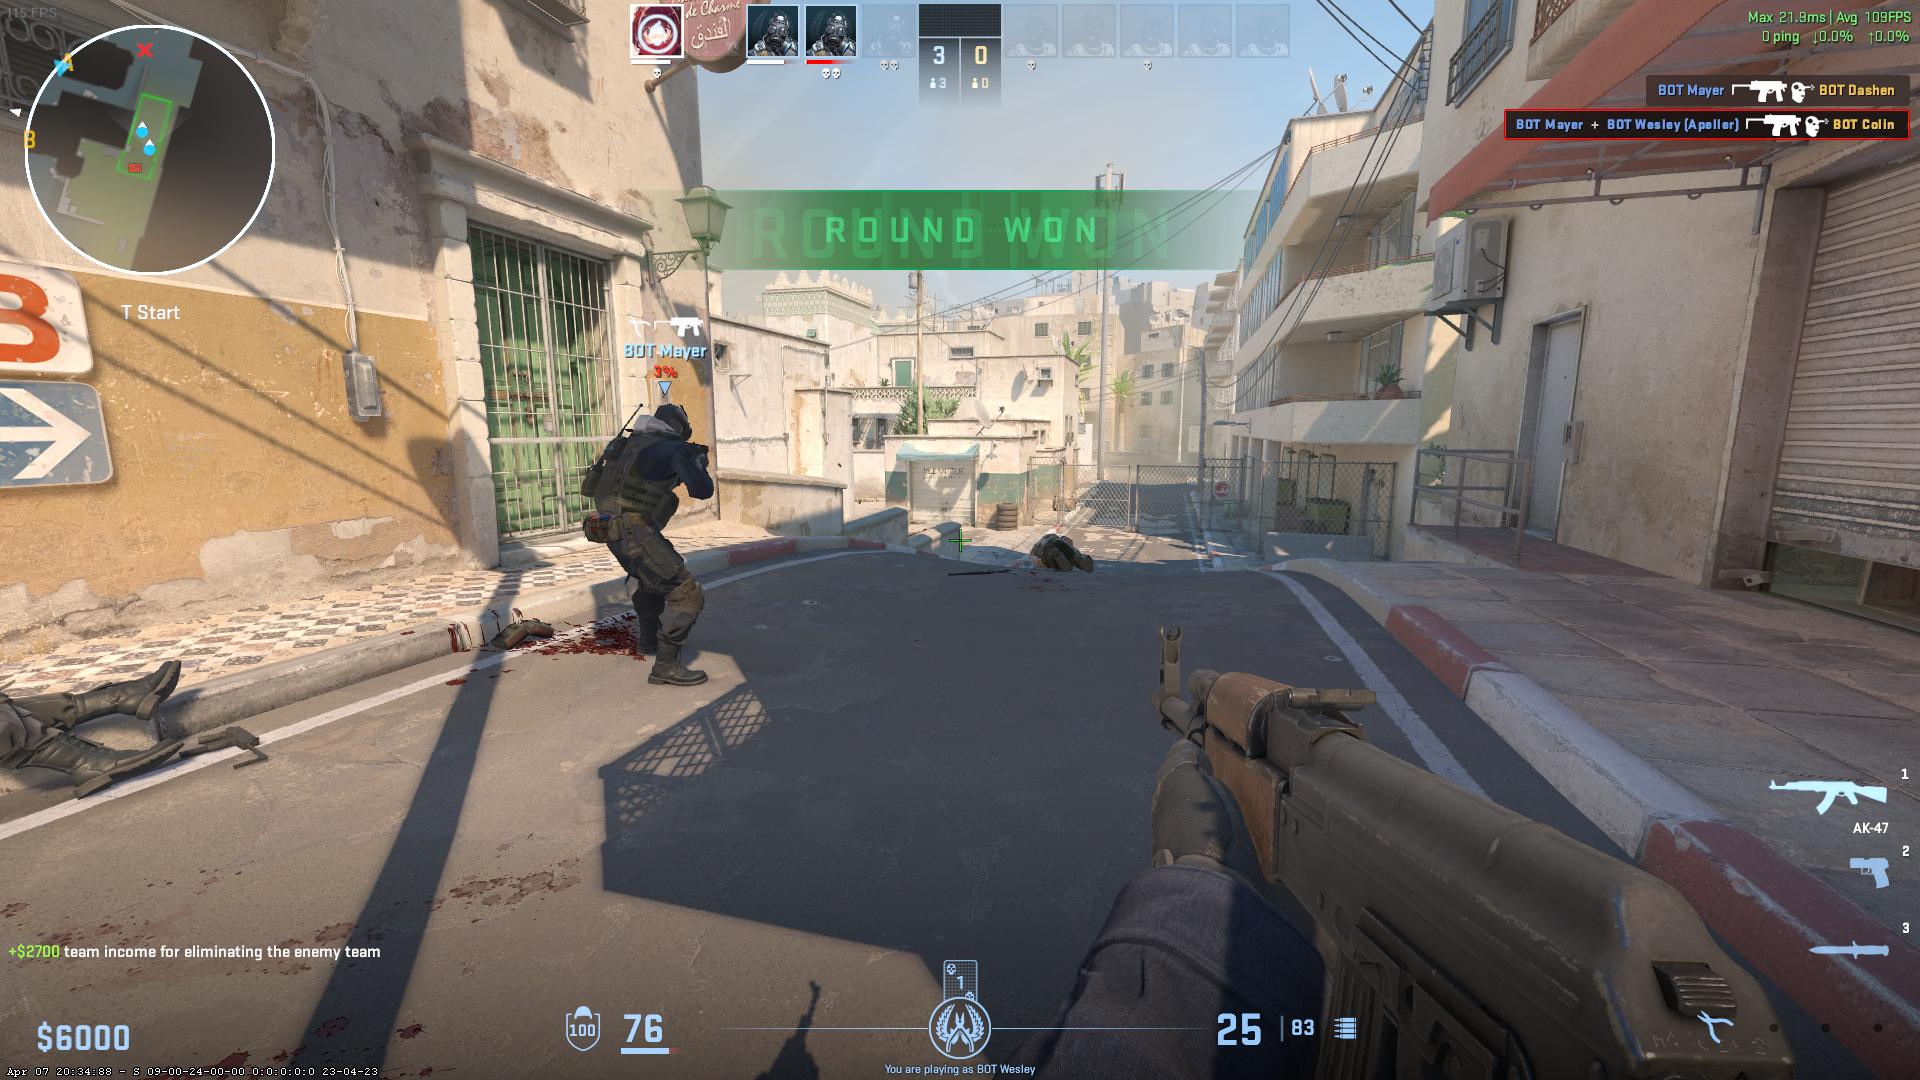 115 FPS
de Charme
الفندق
Max 21.9ms | Avg 109FPS
0 ping ↓0.0% ↑0.0%
3 0
3 0
A
B
BOT Mayer BOT Dashen
BOT Mayer + BOT Wesley (Apeller) BOT Colin
ROUND WON
T Start
B
BOT Mayer
3%
1
AK-47
2
3
+$2700 team income for eliminating the enemy team
1
$6000
100 76
25 | 83
You are playing as BOT Wesley
Apr 07 20:34:88 - S 09-00-24-00-00 0:0:0:0:0 23-04-23